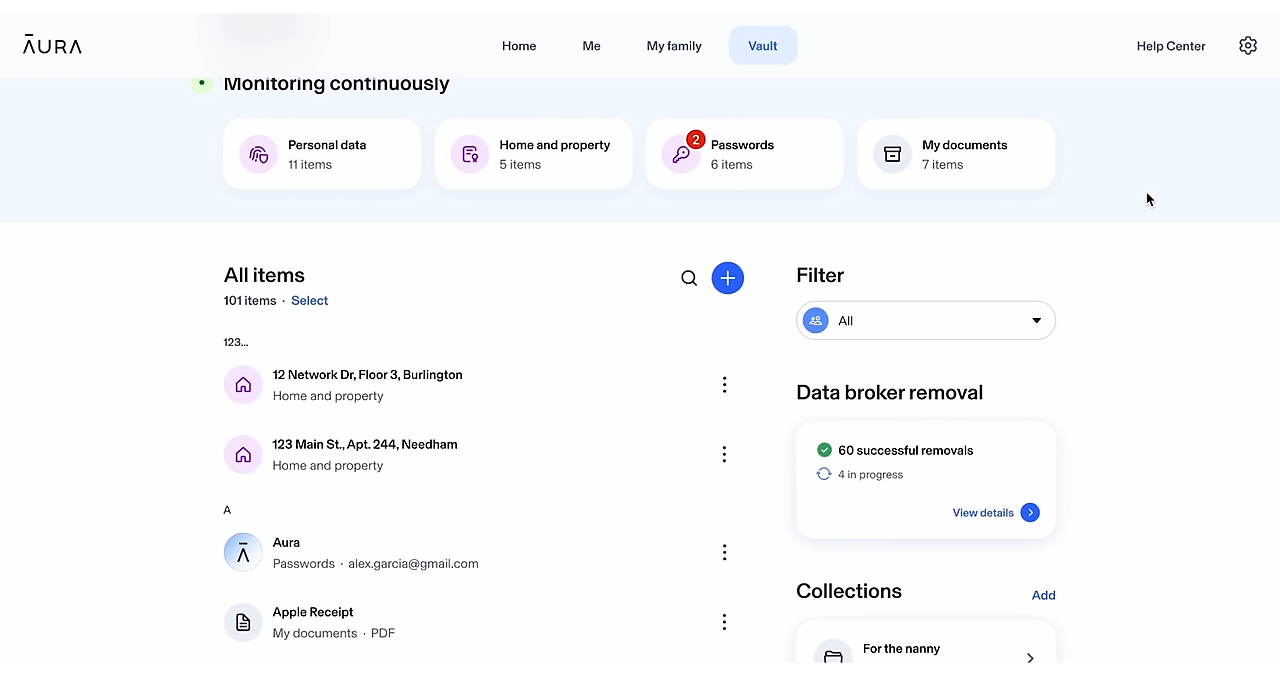 ĀURA
Home
Me
My family
Vault
Help Center
Monitoring continuously
Personal data
11 items
Home and property
5 items
2
Passwords
6 items
My documents
7 items
All items
101 items · Select
123...
12 Network Dr, Floor 3, Burlington
Home and property
123 Main St., Apt. 244, Needham
Home and property
A
Ā
Aura
Passwords · alex.garcia@gmail.com
Apple Receipt
My documents · PDF
Filter
All
Data broker removal
60 successful removals
4 in progress
View details
Collections
Add
For the nanny